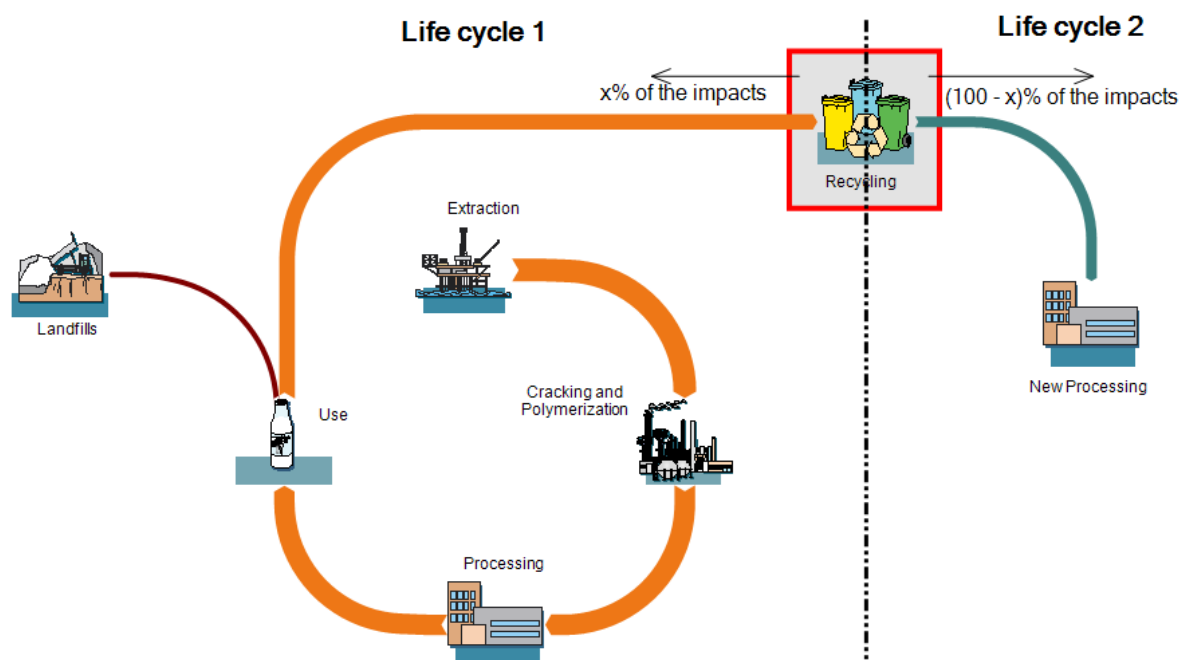 Life cycle 1
Life cycle 2
x% of the impacts
(100 - x)% of the impacts
Recycling
Extraction
Landfills
New Processing
Cracking and
Polymerization
Use
Processing